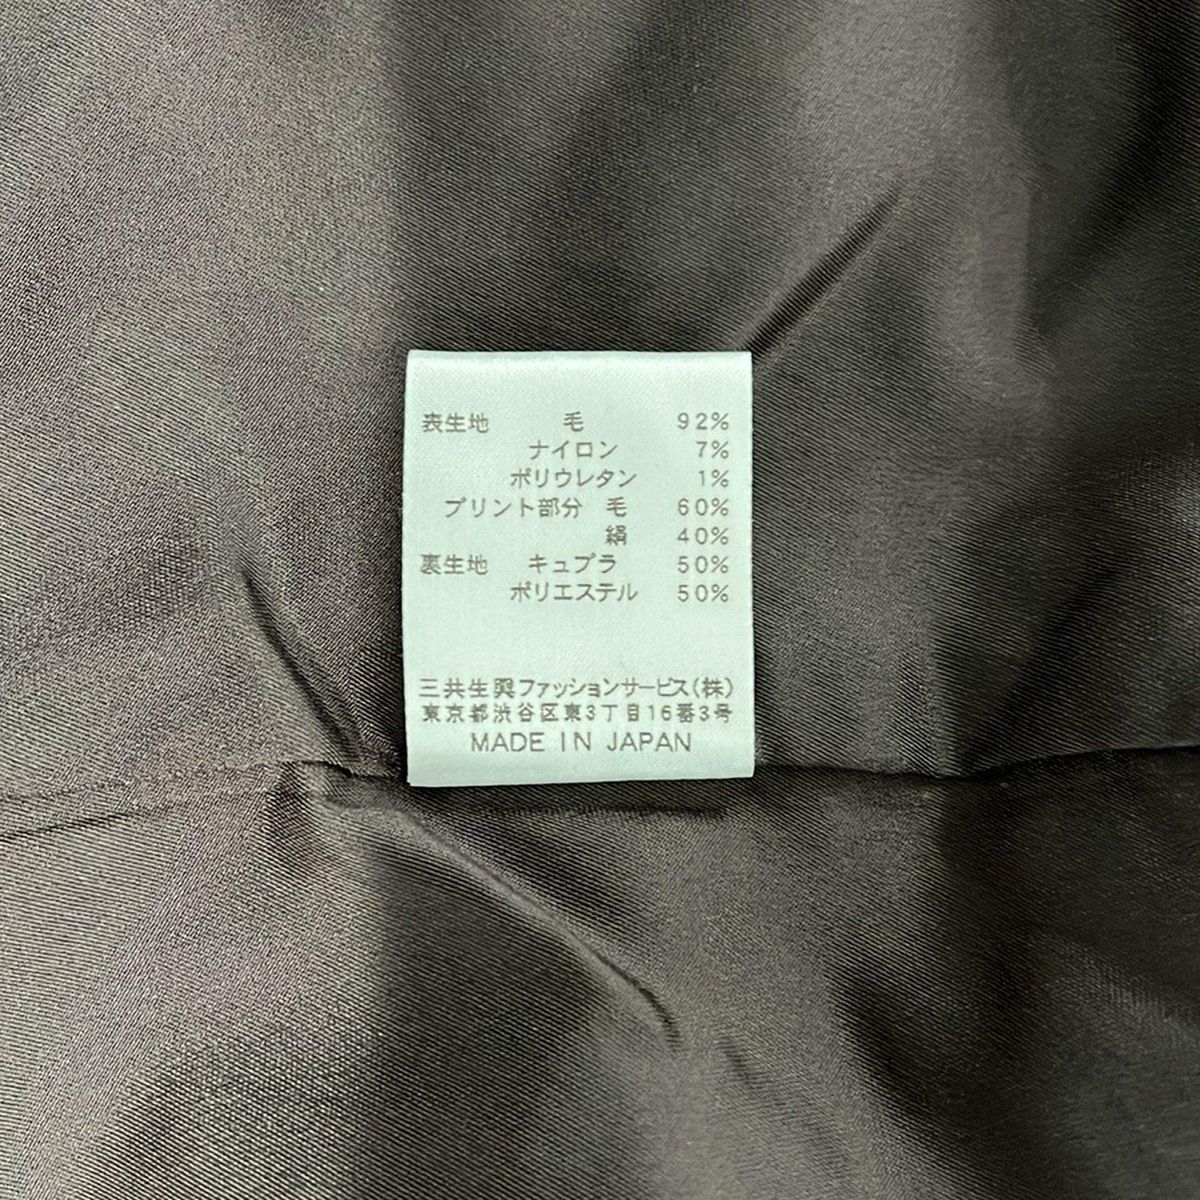 表生地 毛 92%
ナイロン 7%
ポリウレタン 1%
プリント部分 毛 60%
絹 40%
裏生地 キュプラ 50%
ポリエステル 50%
三共生興ファッションサービス(株)
東京都渋谷区東3丁目16番3号
MADE IN JAPAN